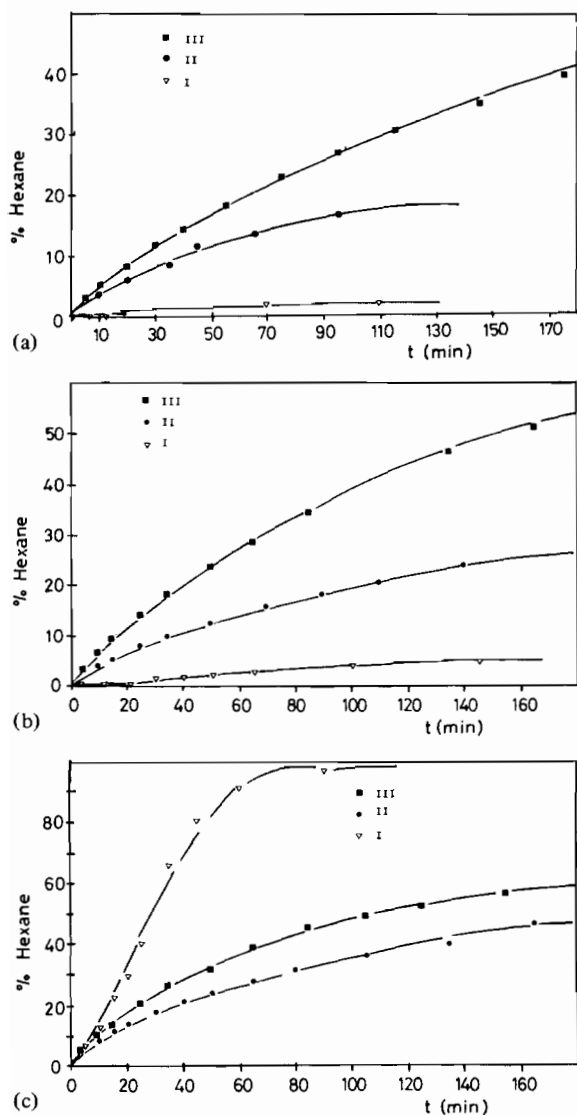 ■ III
● II
▽ I
40
30
20
10
0
% Hexane
10 30 50 70 90 110 130 150 170
t (min)
(a)
■ III
• II
▽ I
50
40
30
20
10
0
% Hexane
0 20 40 60 80 100 120 140 160
t (min)
(b)
■ III
• II
▽ I
80
60
40
20
0
% Hexane
0 20 40 60 80 100 120 140 160
t (min)
(c)